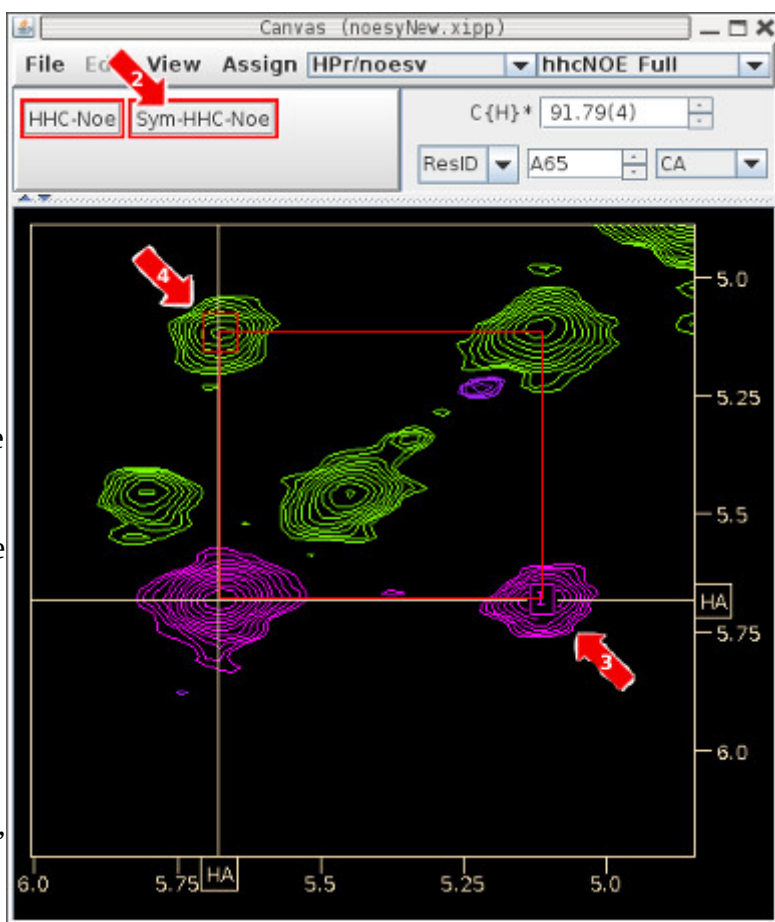 Canvas (noesyNew.xipp)
File Ed View Assign HPr/noesy hhcNOE Full
2
HHC-Noe Sym-HHC-Noe C{H}* 91.79(4)
ResID A65 CA
4
5.0
5.25
e
5.5
e
1 HA
5.75
3
6.0
,
6.0 5.75 HA 5.5 5.25 5.0